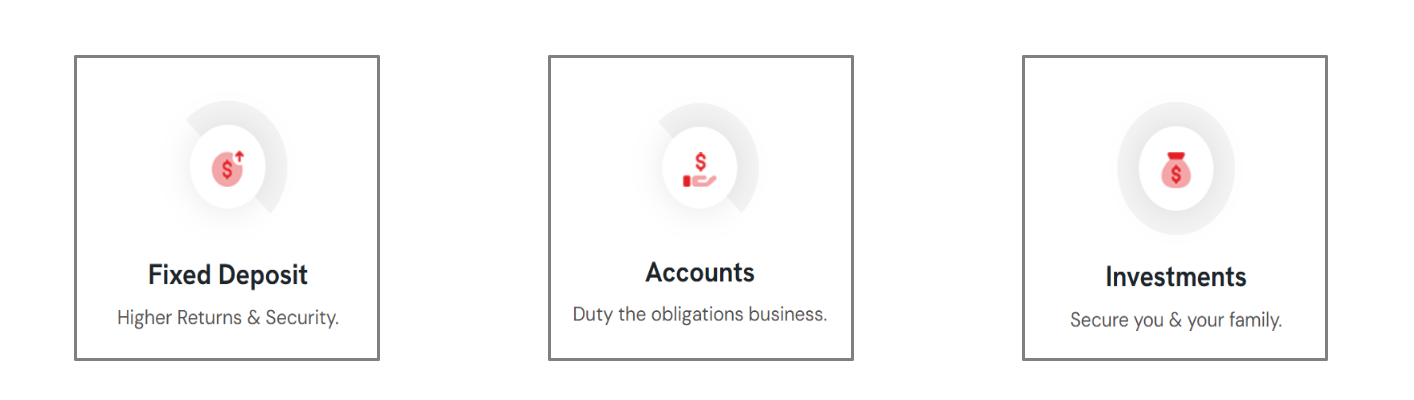 Fixed Deposit
Higher Returns & Security.
Accounts
Duty the obligations business.
Investments
Secure you & your family.